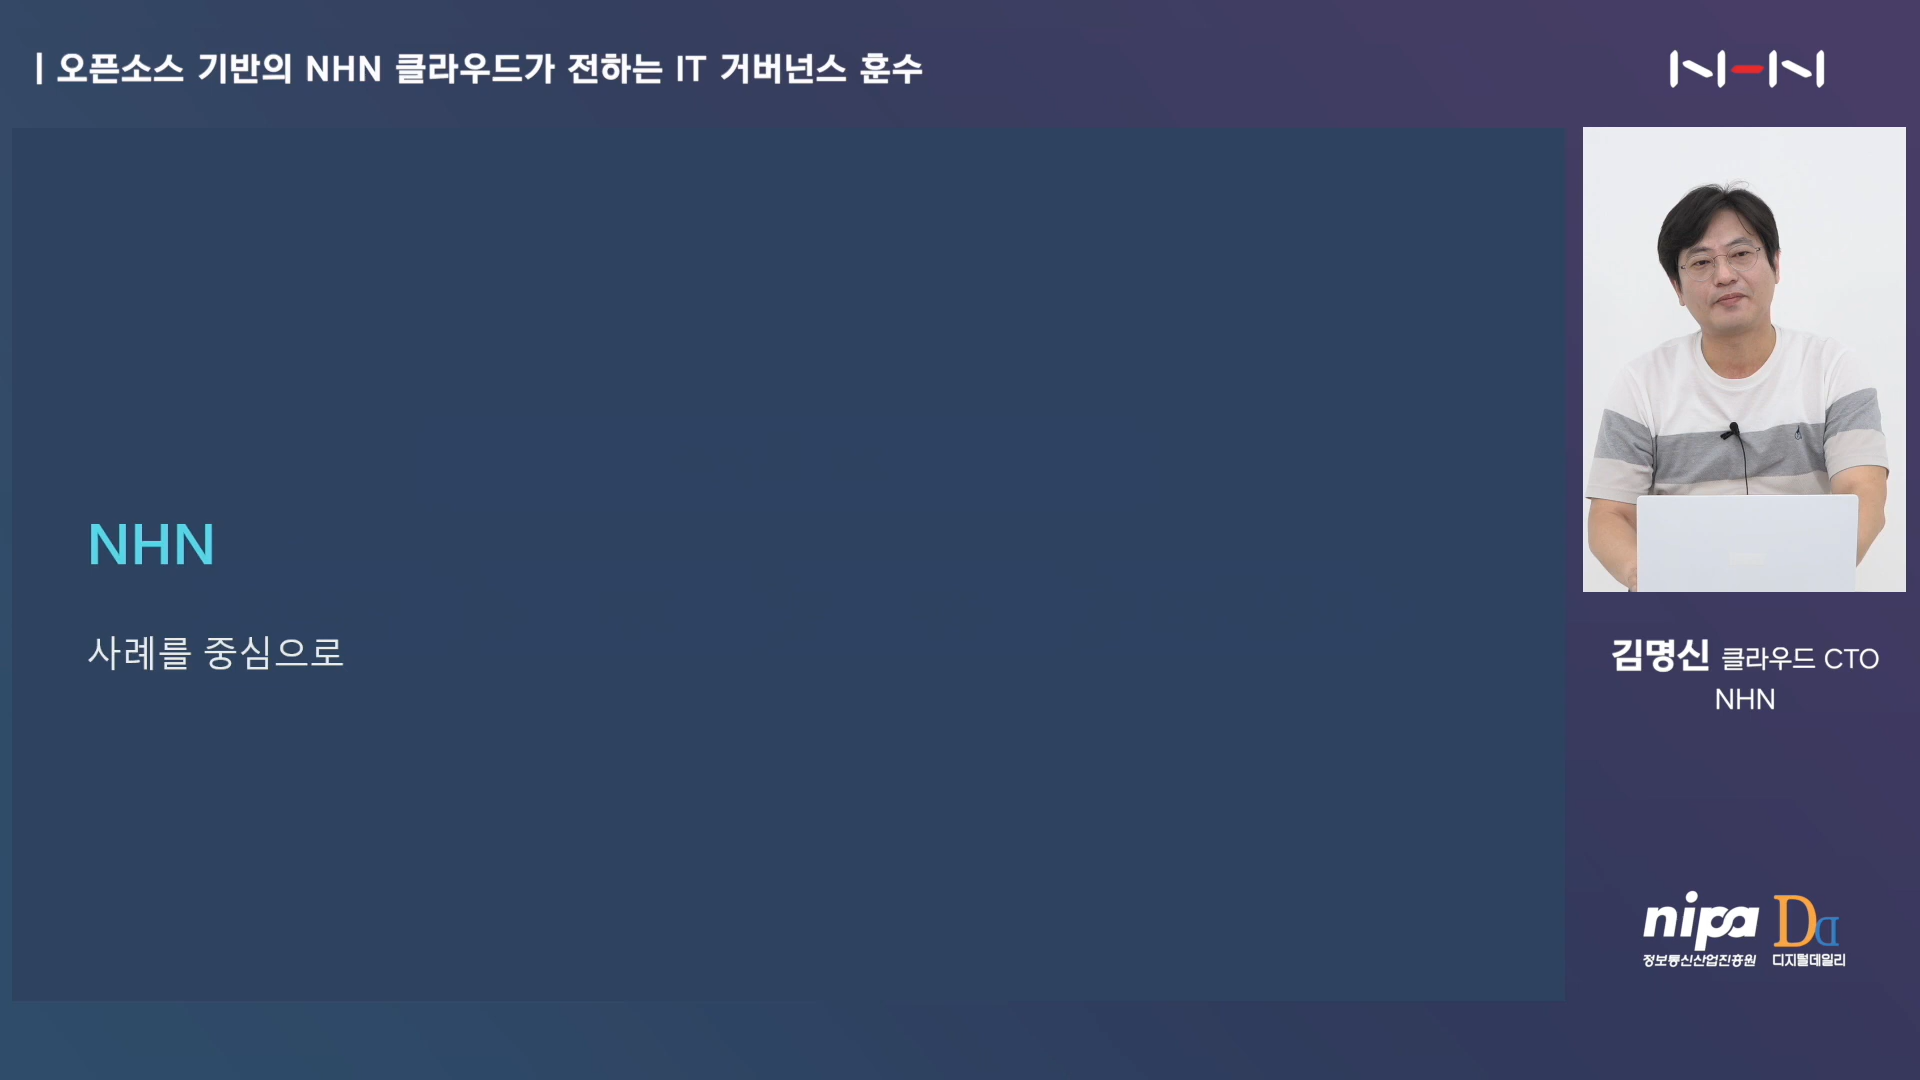 | 오픈소스 기반의 NHN 클라우드가 전하는 IT 거버넌스 훈수
NHN
NHN
사례를 중심으로
김명신 클라우드 CTO
NHN
nipa
정보통신산업진흥원
Dd
디지털데일리